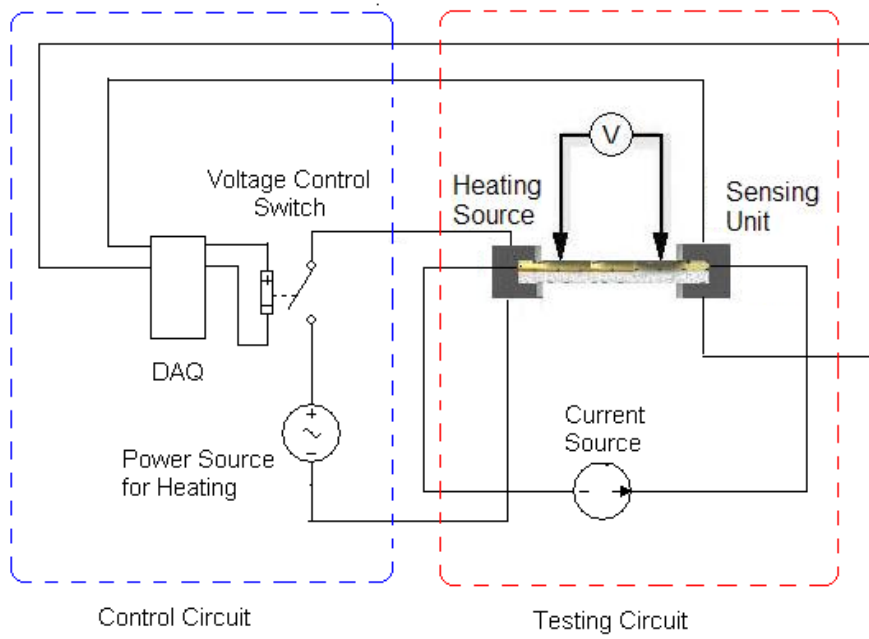 V
Heating
Source
Sensing
Unit
Voltage Control
Switch
DAQ
+
~
−
Power Source
for Heating
Current
Source
Control Circuit
Testing Circuit